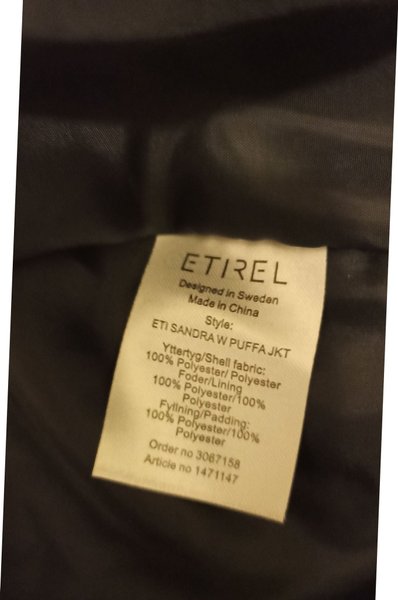 ETIREL
Designed in Sweden
Made in China
Style:
ETI SANDRA W PUFFA JKT
Yttertyg/Shell fabric:
100% Polyester/ Polyester
Foder/Lining
100% Polyester/100%
Polyester
Fyllning/Padding:
100% Polyester/100%
Polyester
Order no 3067158
Article no 1471147